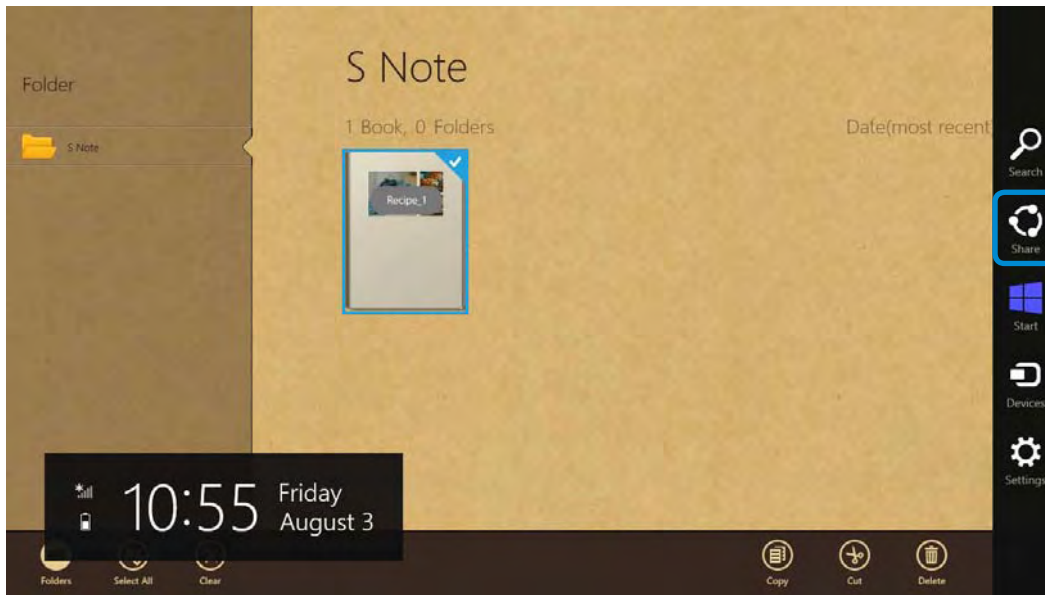 Folder
S Note
S Note
1 Book, 0 Folders
Date(most recent
Recipe_1
Search
Share
Start
Devices
Settings
10:55
Friday
August 3
Folders
Select All
Clear
Copy
Cut
Delete